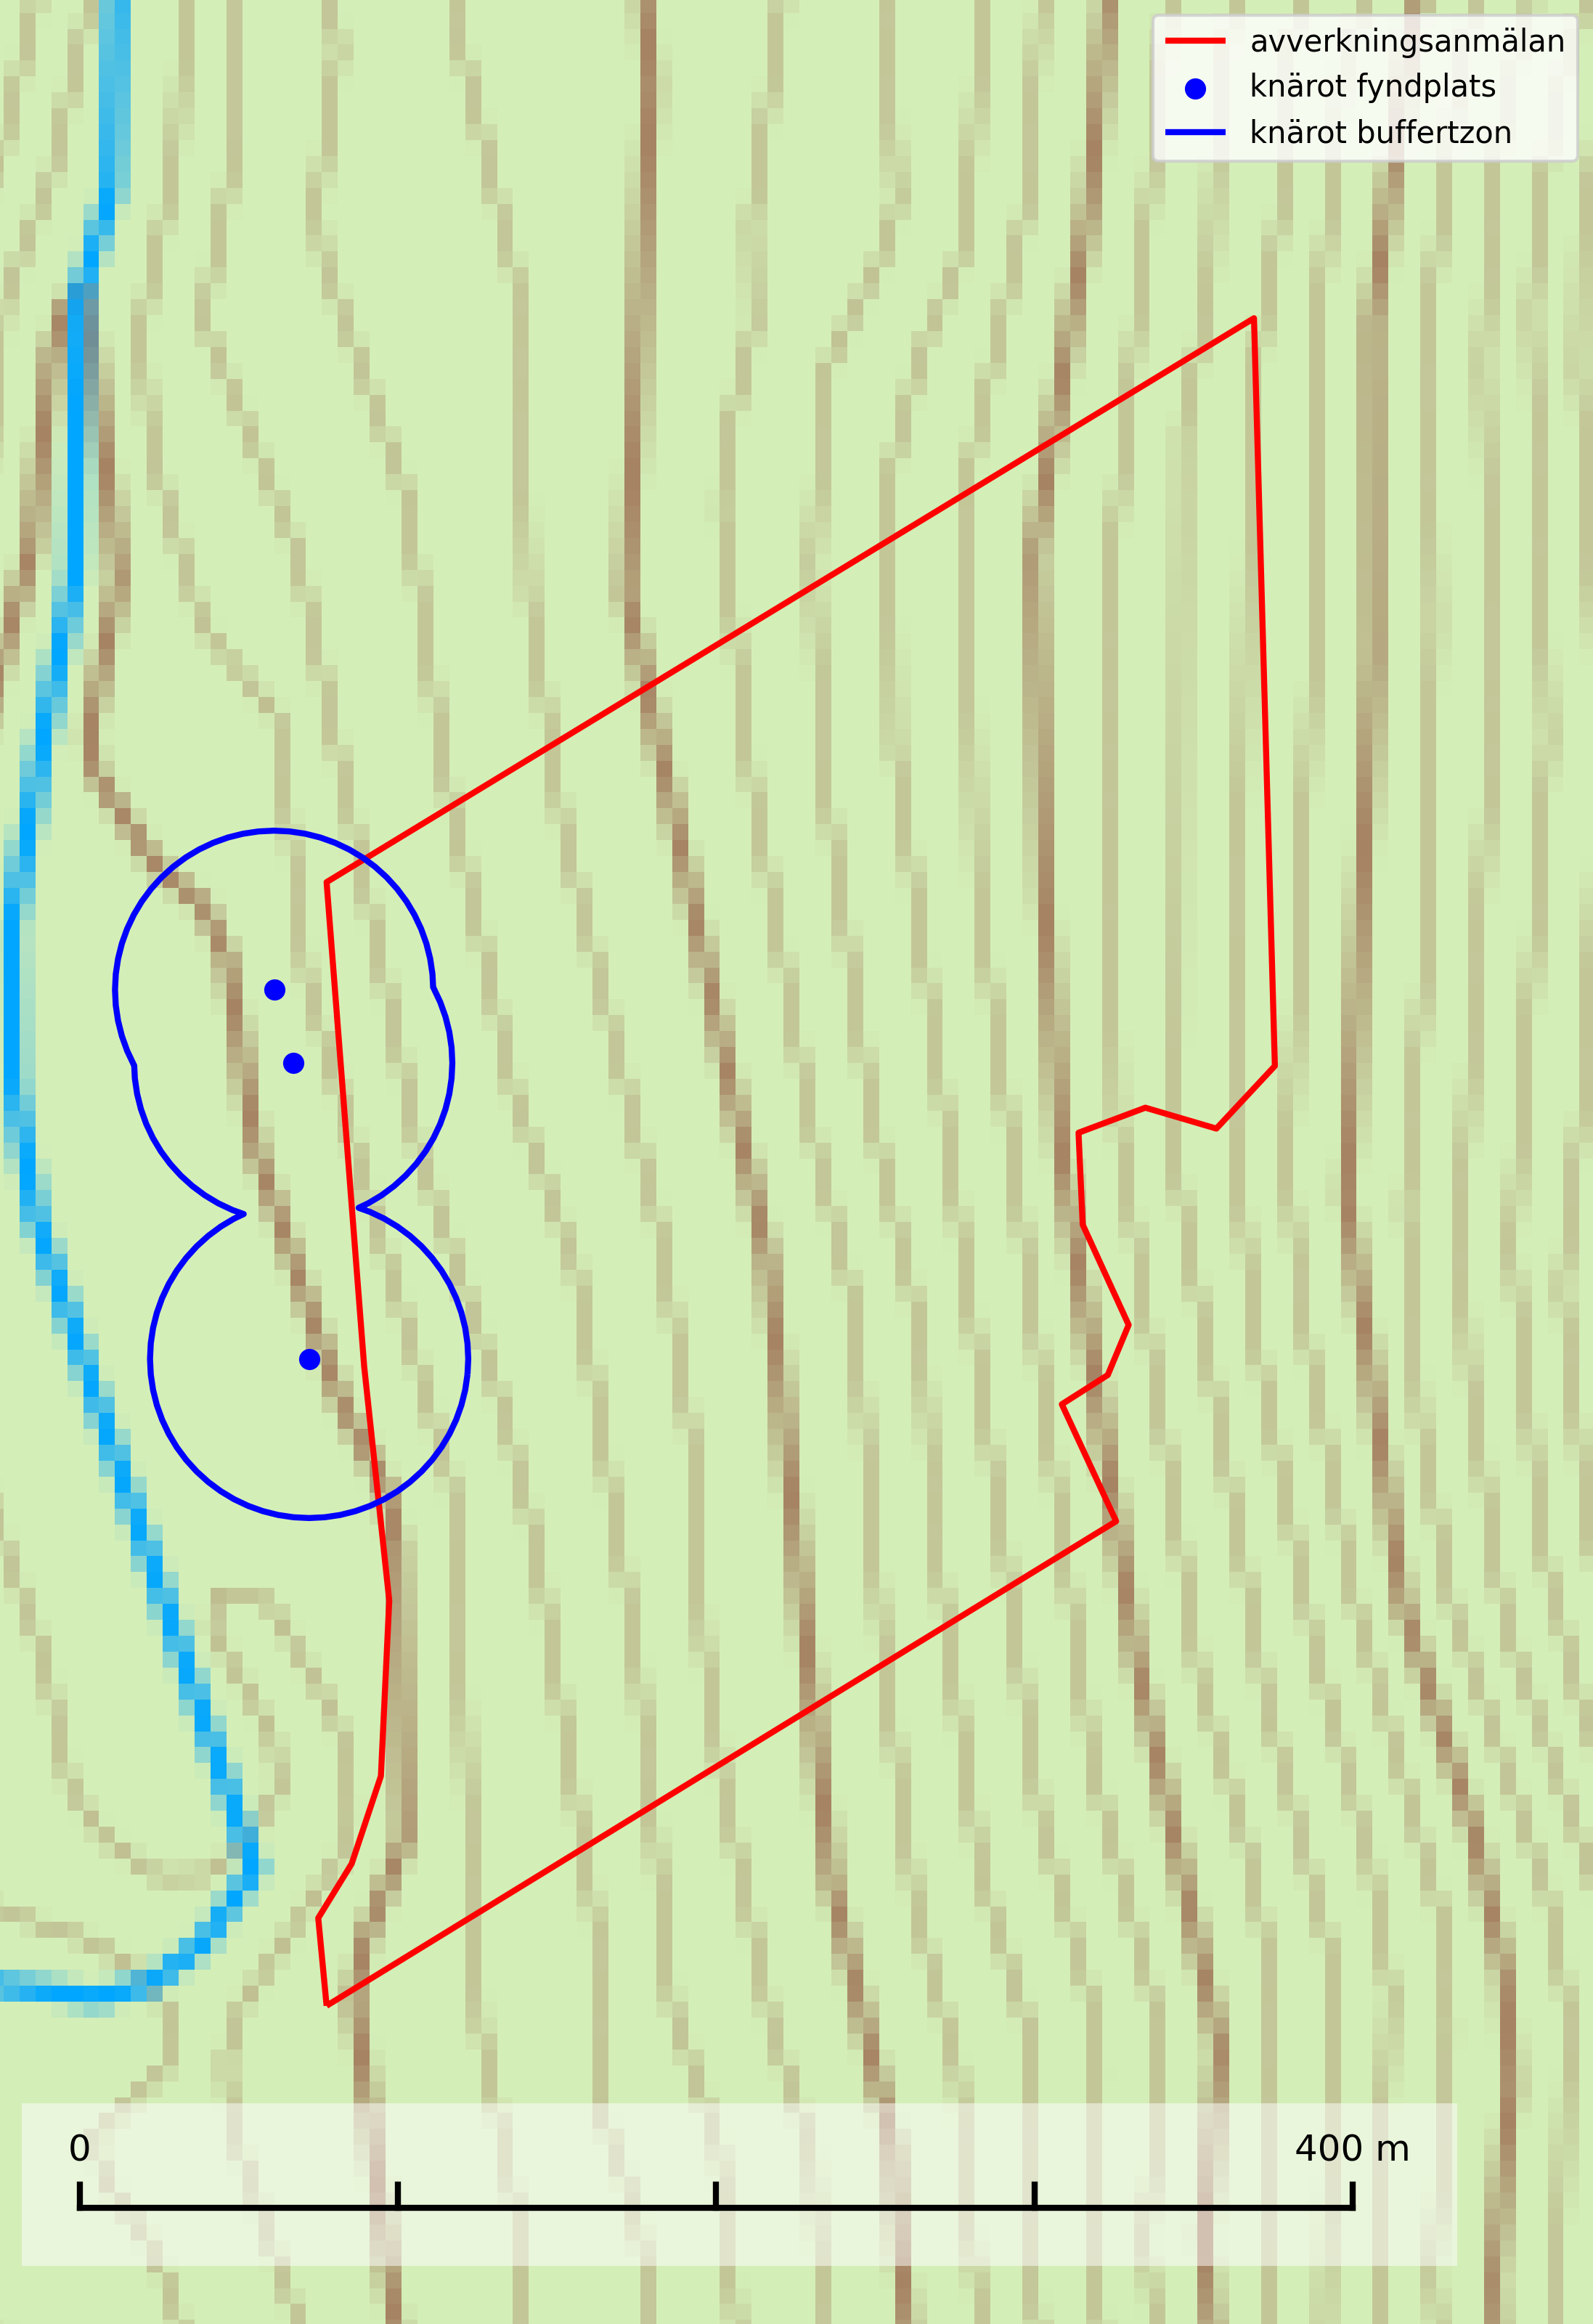 avverkningsanmälan
knärot fyndplats
knärot buffertzon
0
400 m